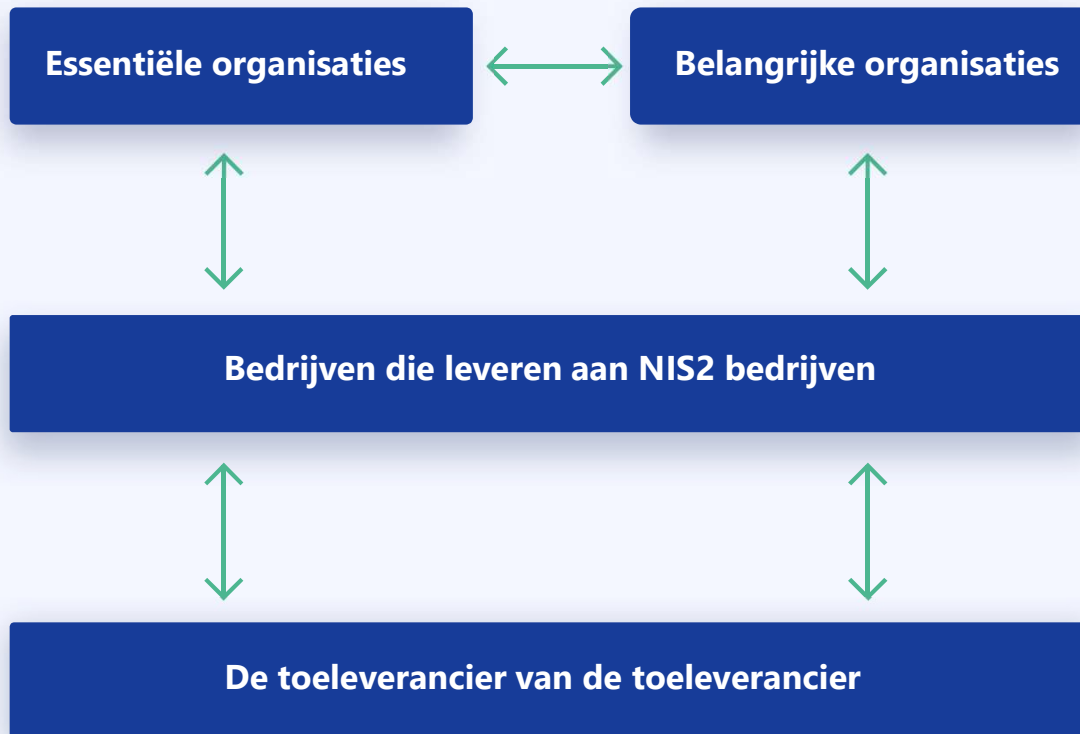 Essentiële organisaties
Belangrijke organisaties
Bedrijven die leveren aan NIS2 bedrijven
De toeleverancier van de toeleverancier